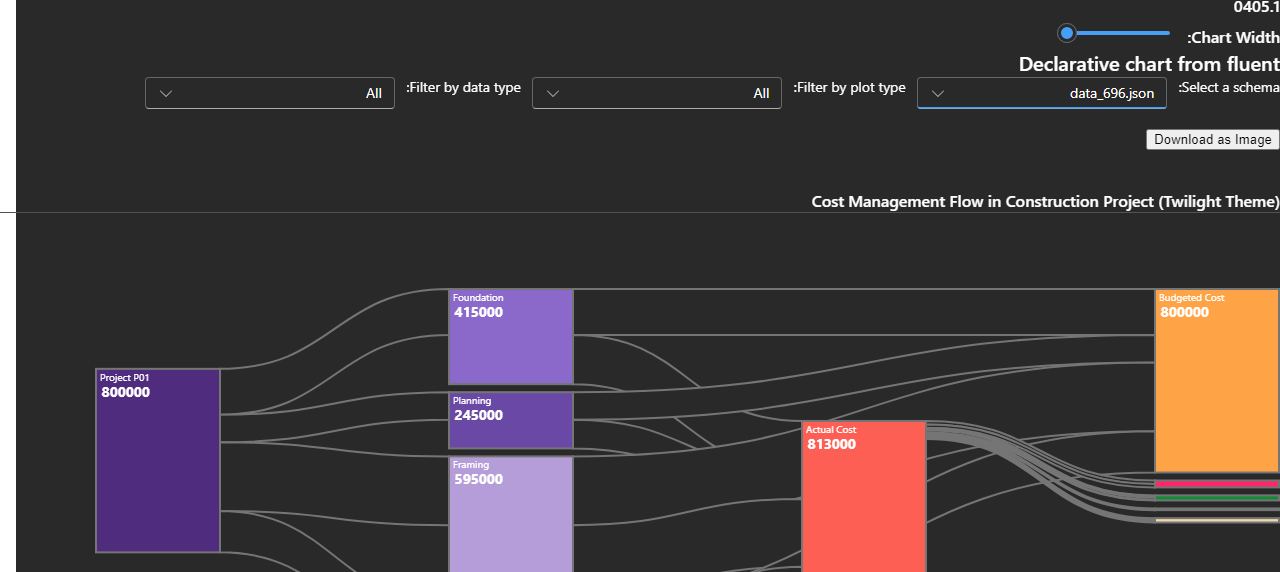 0405.1
:Chart Width
Declarative chart from fluent
:Select a schema
data_696.json
:Filter by plot type
All
:Filter by data type
All
Download as Image
Cost Management Flow in Construction Project (Twilight Theme)
Project P01
800000
Foundation
415000
Planning
245000
Framing
595000
Actual Cost
813000
Budgeted Cost
800000